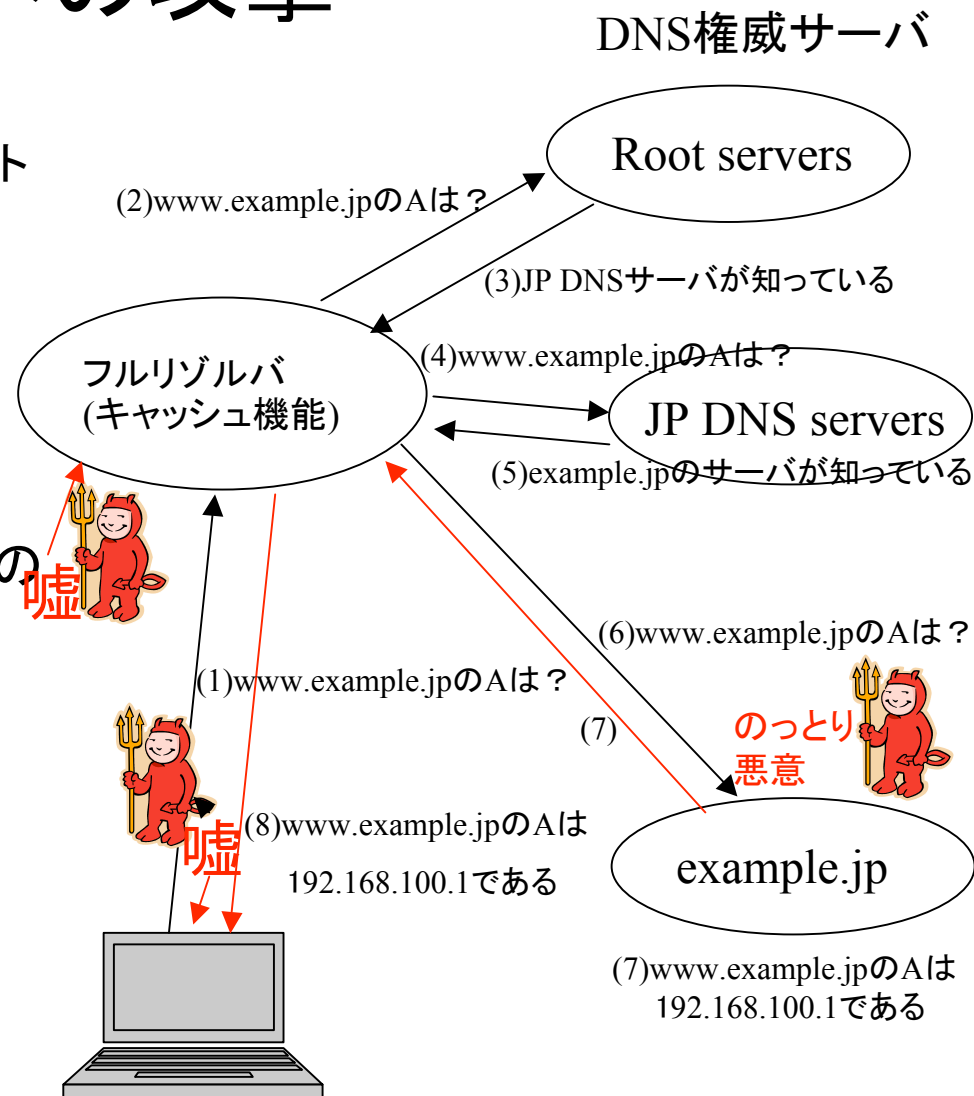 への攻撃
DNS権威サーバ
ト
Root servers
(2)www.example.jpのAは？
(3)JP DNSサーバが知っている
フルリゾルバ
(キャッシュ機能)
(4)www.example.jpのAは？
JP DNS servers
(5)example.jpのサーバが知っている
の
嘘
(6)www.example.jpのAは？
(1)www.example.jpのAは？
(7)
のっとり
悪意
嘘
(8)www.example.jpのAは
192.168.100.1である
example.jp
(7)www.example.jpのAは
192.168.100.1である